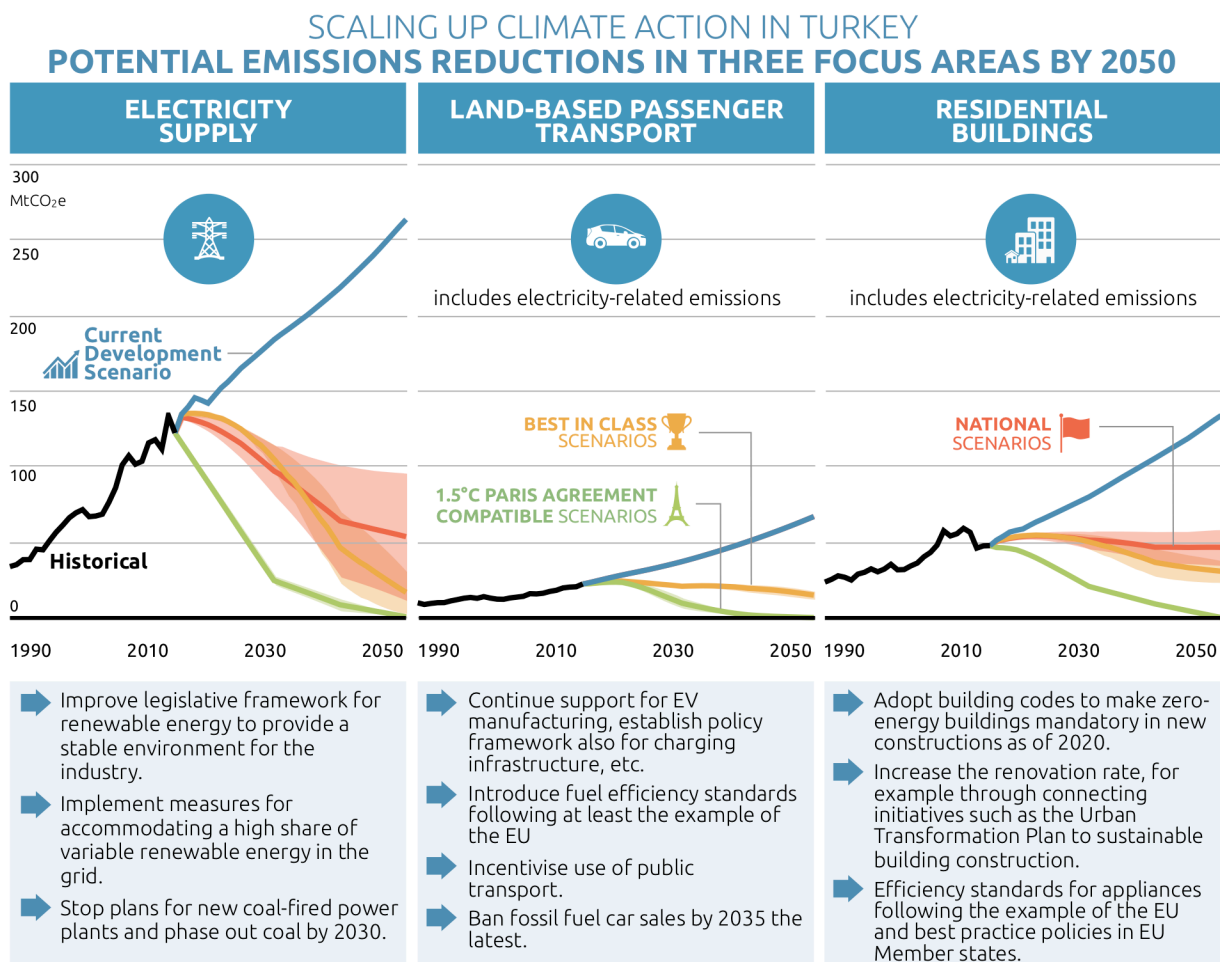 SCALING UP CLIMATE ACTION IN TURKEY
POTENTIAL EMISSIONS REDUCTIONS IN THREE FOCUS AREAS BY 2050
ELECTRICITY
SUPPLY
300
MtCO₂e
250
200
Current
Development
Scenario
150
100
Historical
0
1990 2010 2030 2050
Improve legislative framework for
renewable energy to provide a
stable environment for the
industry.
Implement measures for
accommodating a high share of
variable renewable energy in the
grid.
Stop plans for new coal-fired power
plants and phase out coal by 2030.
LAND-BASED PASSENGER
TRANSPORT
includes electricity-related emissions
BEST IN CLASS
SCENARIOS
1.5°C PARIS AGREEMENT
COMPATIBLE SCENARIOS
1990 2010 2030 2050
Continue support for EV
manufacturing, establish policy
framework also for charging
infrastructure, etc.
Introduce fuel efficiency standards
following at least the example of
the EU
Incentivise use of public
transport.
Ban fossil fuel car sales by 2035 the
latest.
RESIDENTIAL
BUILDINGS
includes electricity-related emissions
NATIONAL
SCENARIOS
1990 2010 2030 2050
Adopt building codes to make zero-
energy buildings mandatory in new
constructions as of 2020.
Increase the renovation rate, for
example through connecting
initiatives such as the Urban
Transformation Plan to sustainable
building construction.
Efficiency standards for appliances
following the example of the EU
and best practice policies in EU
Member states.